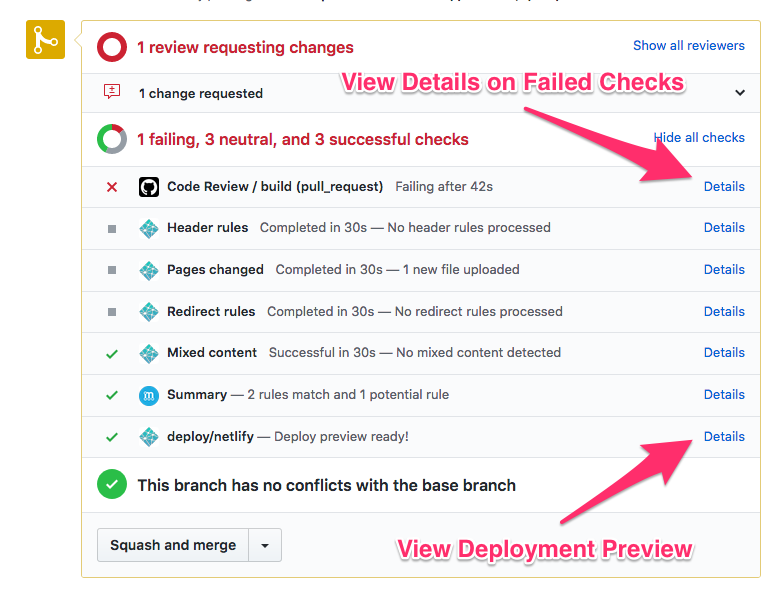 1 review requesting changes Show all reviewers
1 change requested
View Details on Failed Checks
1 failing, 3 neutral, and 3 successful checks Hide all checks
Code Review / build (pull_request) Failing after 42s Details
Header rules Completed in 30s — No header rules processed Details
Pages changed Completed in 30s — 1 new file uploaded Details
Redirect rules Completed in 30s — No redirect rules processed Details
Mixed content Successful in 30s — No mixed content detected Details
Summary — 2 rules match and 1 potential rule Details
deploy/netlify — Deploy preview ready! Details
This branch has no conflicts with the base branch
Squash and merge
View Deployment Preview